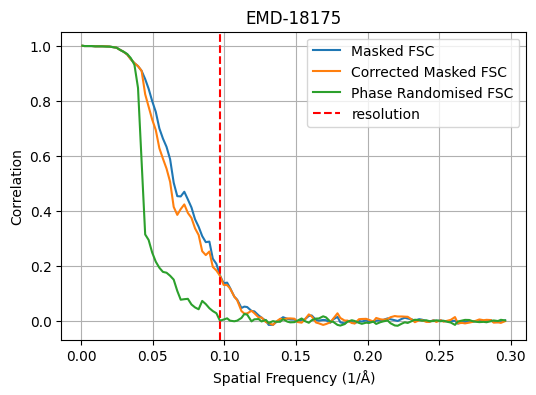 EMD-18175
Masked FSC
Corrected Masked FSC
Phase Randomised FSC
resolution
Correlation
1.0
0.8
0.6
0.4
0.2
0.0
0.00 0.05 0.10 0.15 0.20 0.25 0.30
Spatial Frequency (1/Å)